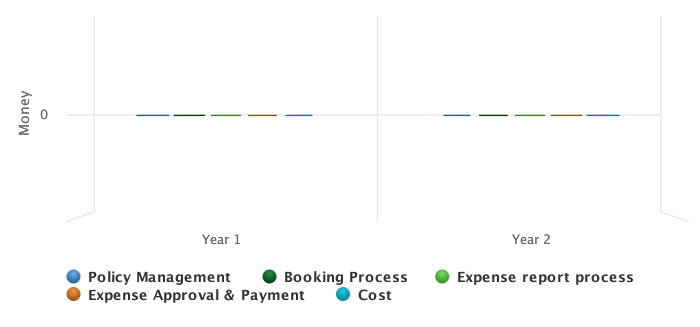 Money
0
Year 1 Year 2
Policy Management Booking Process Expense report process
Expense Approval & Payment Cost